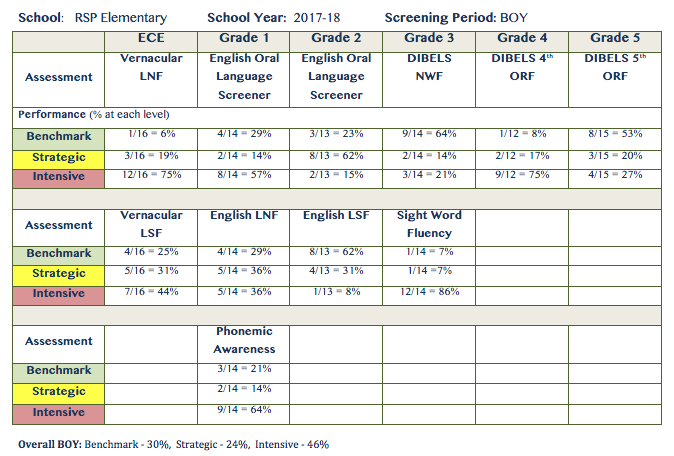 School: RSP Elementary School Year: 2017-18 Screening Period: BOY
ECE Grade 1 Grade 2 Grade 3 Grade 4 Grade 5
Assessment Vernacular LNF English Oral Language Screener English Oral Language Screener DIBELS NWF DIBELS 4th ORF DIBELS 5th ORF
Performance (% at each level)
Benchmark 1/16 = 6% 4/14 = 29% 3/13 = 23% 9/14 = 64% 1/12 = 8% 8/15 = 53%
Strategic 3/16 = 19% 2/14 = 14% 8/13 = 62% 2/14 = 14% 2/12 = 17% 3/15 = 20%
Intensive 12/16 = 75% 8/14 = 57% 2/13 = 15% 3/14 = 21% 9/12 = 75% 4/15 = 27%
Assessment Vernacular LSF English LNF English LSF Sight Word Fluency
Benchmark 4/16 = 25% 4/14 = 29% 8/13 = 62% 1/14 = 7%
Strategic 5/16 = 31% 5/14 = 36% 4/13 = 31% 1/14 =7%
Intensive 7/16 = 44% 5/14 = 36% 1/13 = 8% 12/14 = 86%
Assessment Phonemic Awareness
Benchmark 3/14 = 21%
Strategic 2/14 = 14%
Intensive 9/14 = 64%
Overall BOY: Benchmark - 30%, Strategic - 24%, Intensive - 46%